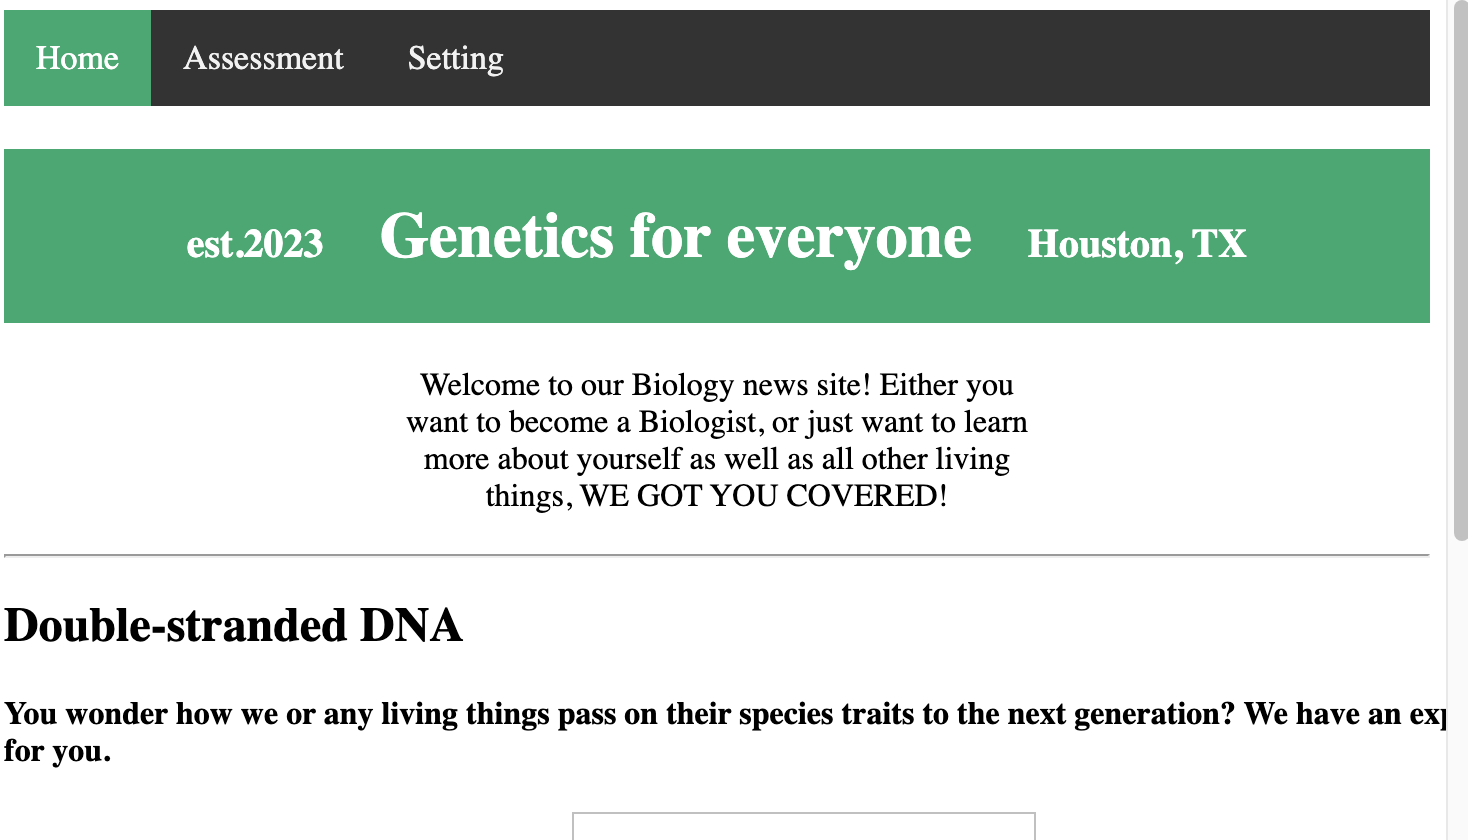 Home Assessment Setting
est.2023 Genetics for everyone Houston, TX
Welcome to our Biology news site! Either you
want to become a Biologist, or just want to learn
more about yourself as well as all other living
things, WE GOT YOU COVERED!
Double-stranded DNA
You wonder how we or any living things pass on their species traits to the next generation? We have an
for you.